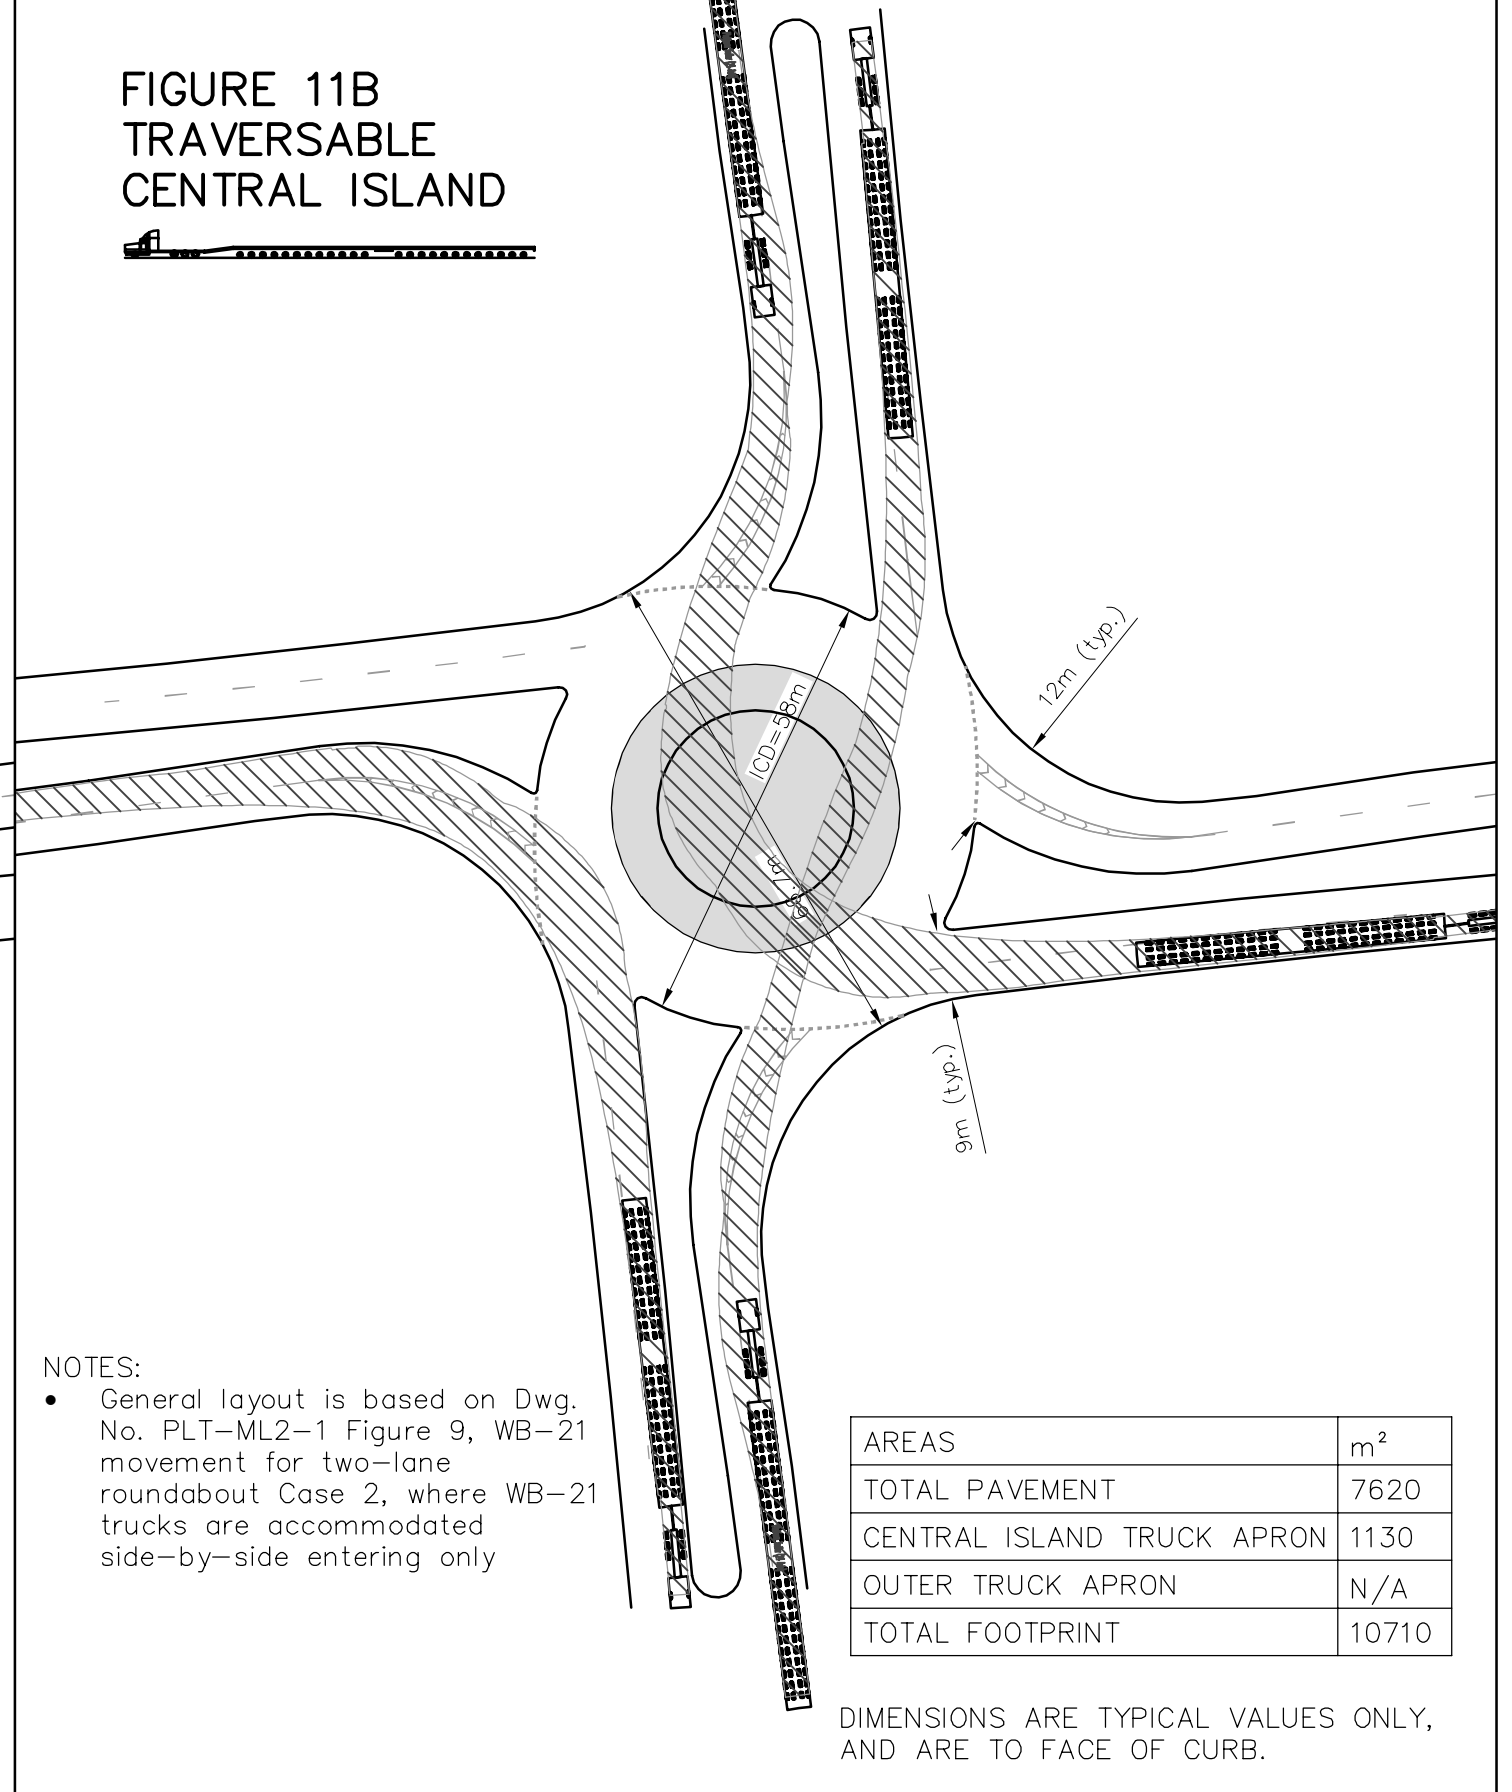 FIGURE 11B
TRAVERSABLE
CENTRAL ISLAND
12m (typ.)
ICD=58m
9m (typ.)
NOTES:
• General layout is based on Dwg.
No. PLT-ML2-1 Figure 9, WB-21
movement for two-lane
roundabout Case 2, where WB-21
trucks are accommodated
side-by-side entering only
AREAS m²
TOTAL PAVEMENT 7620
CENTRAL ISLAND TRUCK APRON 1130
OUTER TRUCK APRON N/A
TOTAL FOOTPRINT 10710
DIMENSIONS ARE TYPICAL VALUES ONLY,
AND ARE TO FACE OF CURB.